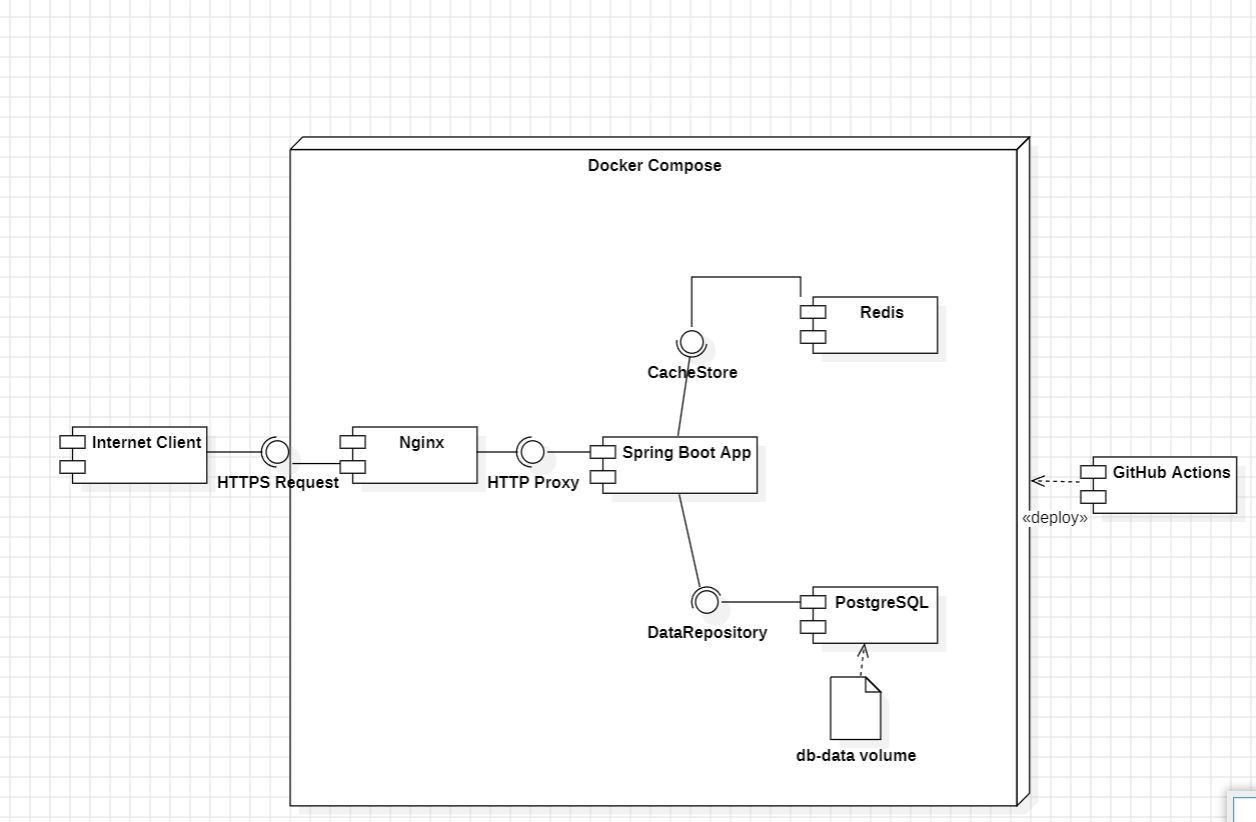 Docker Compose
Redis
CacheStore
Internet Client
HTTPS Request
Nginx
HTTP Proxy
Spring Boot App
GitHub Actions
«deploy»
PostgreSQL
DataRepository
db-data volume